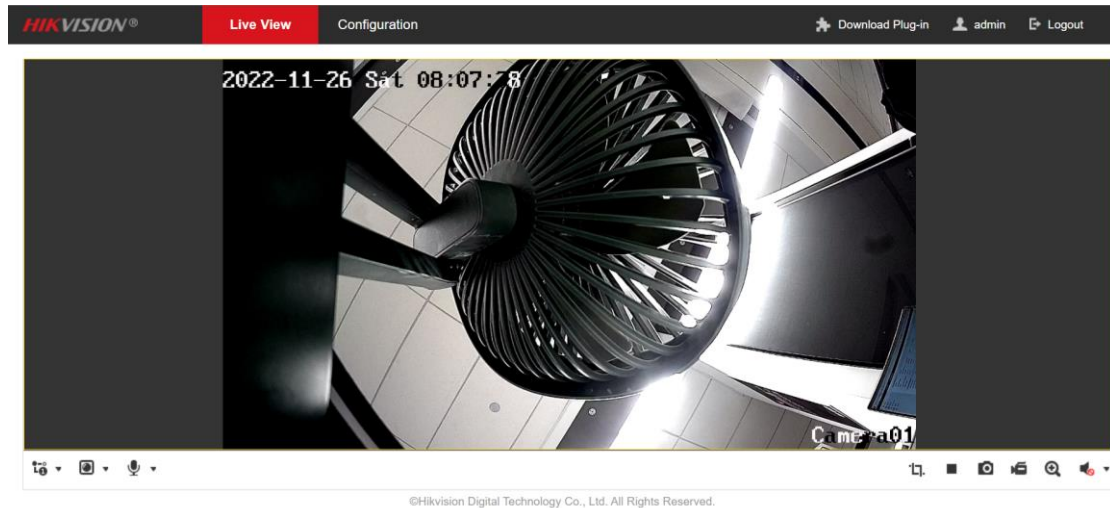 HIKVISION®
Live View
Configuration
Download Plug-in
admin
Logout
2022-11-26 Sat 08:07:
Camera01
©Hikvision Digital Technology Co., Ltd. All Rights Reserved.